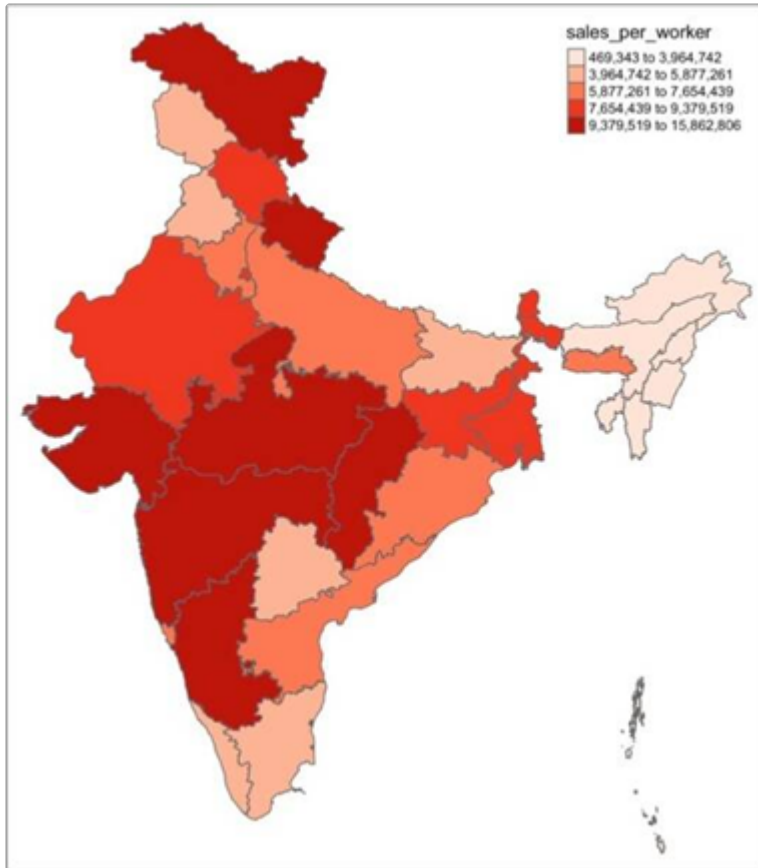 sales_per_worker
469,343 to 3,964,742
3,964,742 to 5,877,261
5,877,261 to 7,654,439
7,654,439 to 9,379,519
9,379,519 to 15,862,806